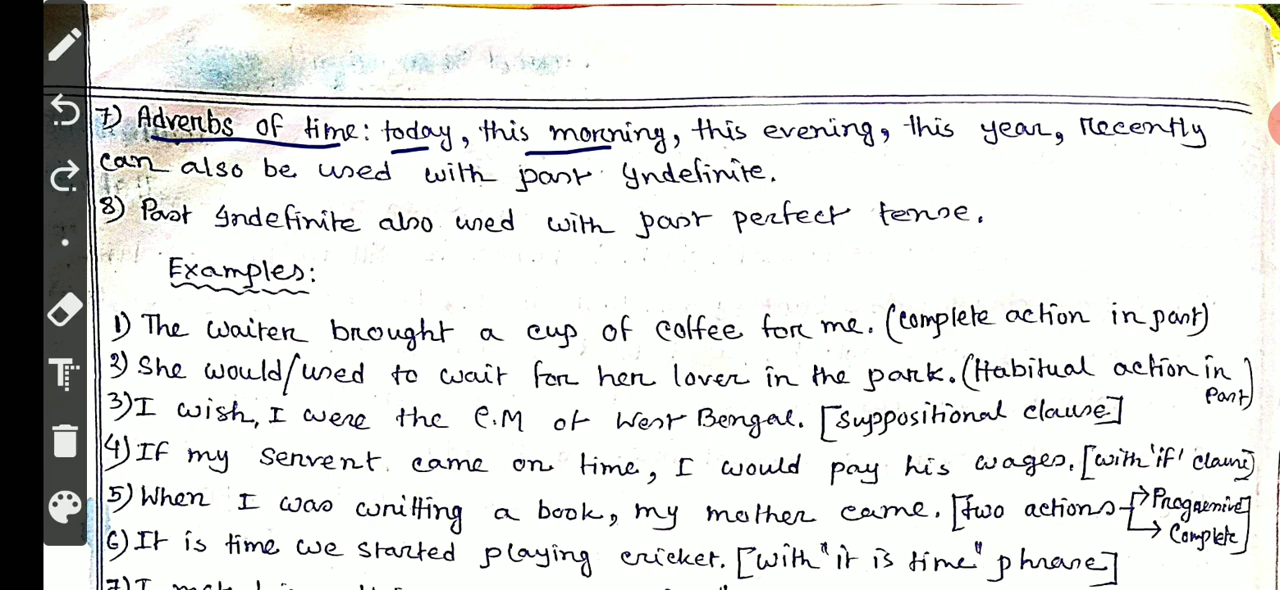 7) Adverbs of time: today, this morning, this evening, this year, recently
can also be used with past Indefinite.
8) Past Indefinite also used with past perfect tense.
Examples:
1) The waiter brought a cup of coffee for me. (complete action in past)
2) She would/used to wait for her lover in the park. (Habitual action in past)
3) I wish, I were the C.M of West Bengal. [suppositional clause]
4) If my servent came on time, I would pay his wages. [with 'if' clause]
5) When I was writting a book, my mother came. [two actions → Progressive
→ Complete]
6) It is time we started playing cricket. [with "it is time" phrase]
7) I